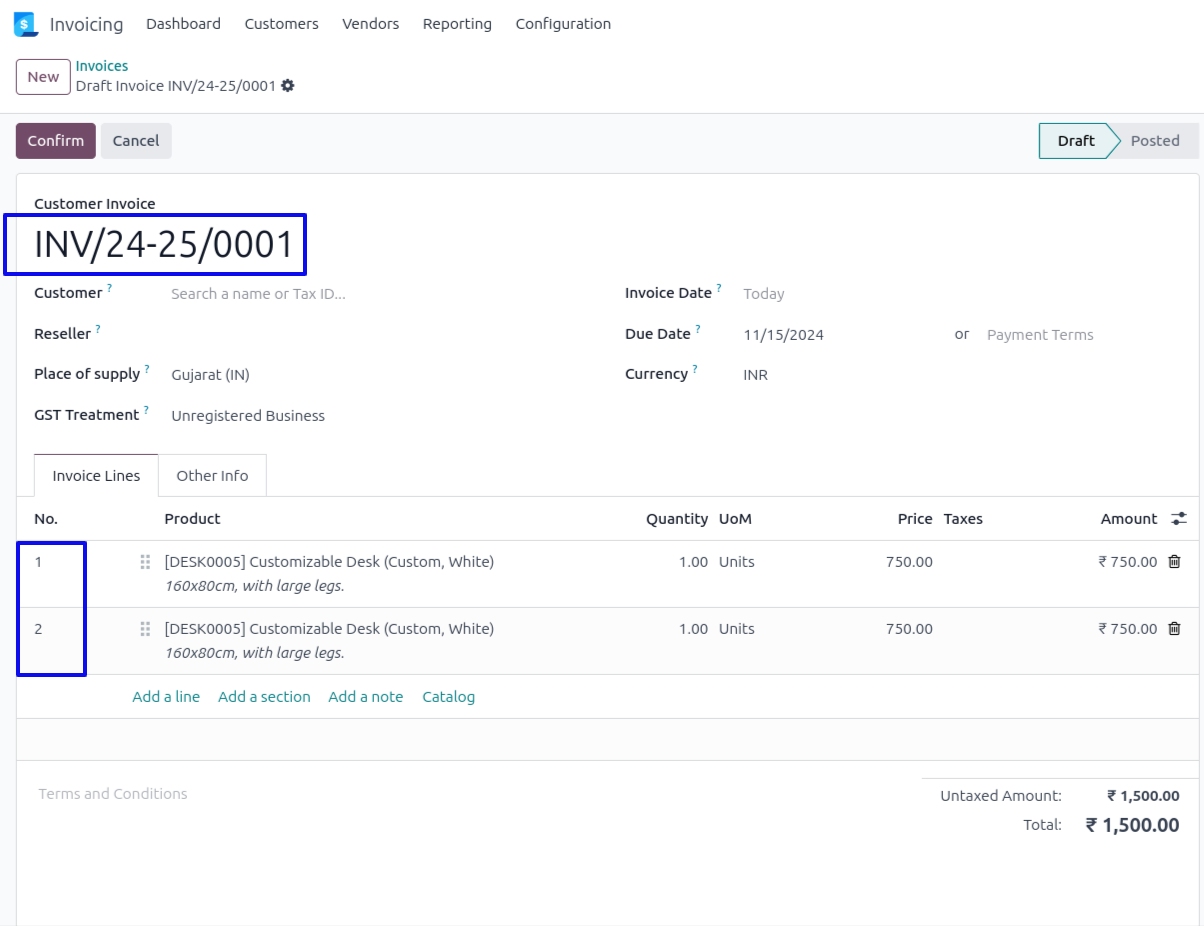 Invoicing Dashboard Customers Vendors Reporting Configuration
New Invoices
Draft Invoice INV/24-25/0001
Confirm Cancel Draft Posted
Customer Invoice
INV/24-25/0001
Customer ? Search a name or Tax ID... Invoice Date ? Today
Reseller ? Due Date ? 11/15/2024 or Payment Terms
Place of supply ? Gujarat (IN) Currency ? INR
GST Treatment ? Unregistered Business
Invoice Lines Other Info
No. Product Quantity UoM Price Taxes Amount
1 [DESK0005] Customizable Desk (Custom, White) 1.00 Units 750.00 ₹ 750.00
160x80cm, with large legs.
2 [DESK0005] Customizable Desk (Custom, White) 1.00 Units 750.00 ₹ 750.00
160x80cm, with large legs.
Add a line Add a section Add a note Catalog
Terms and Conditions Untaxed Amount: ₹ 1,500.00
Total: ₹ 1,500.00